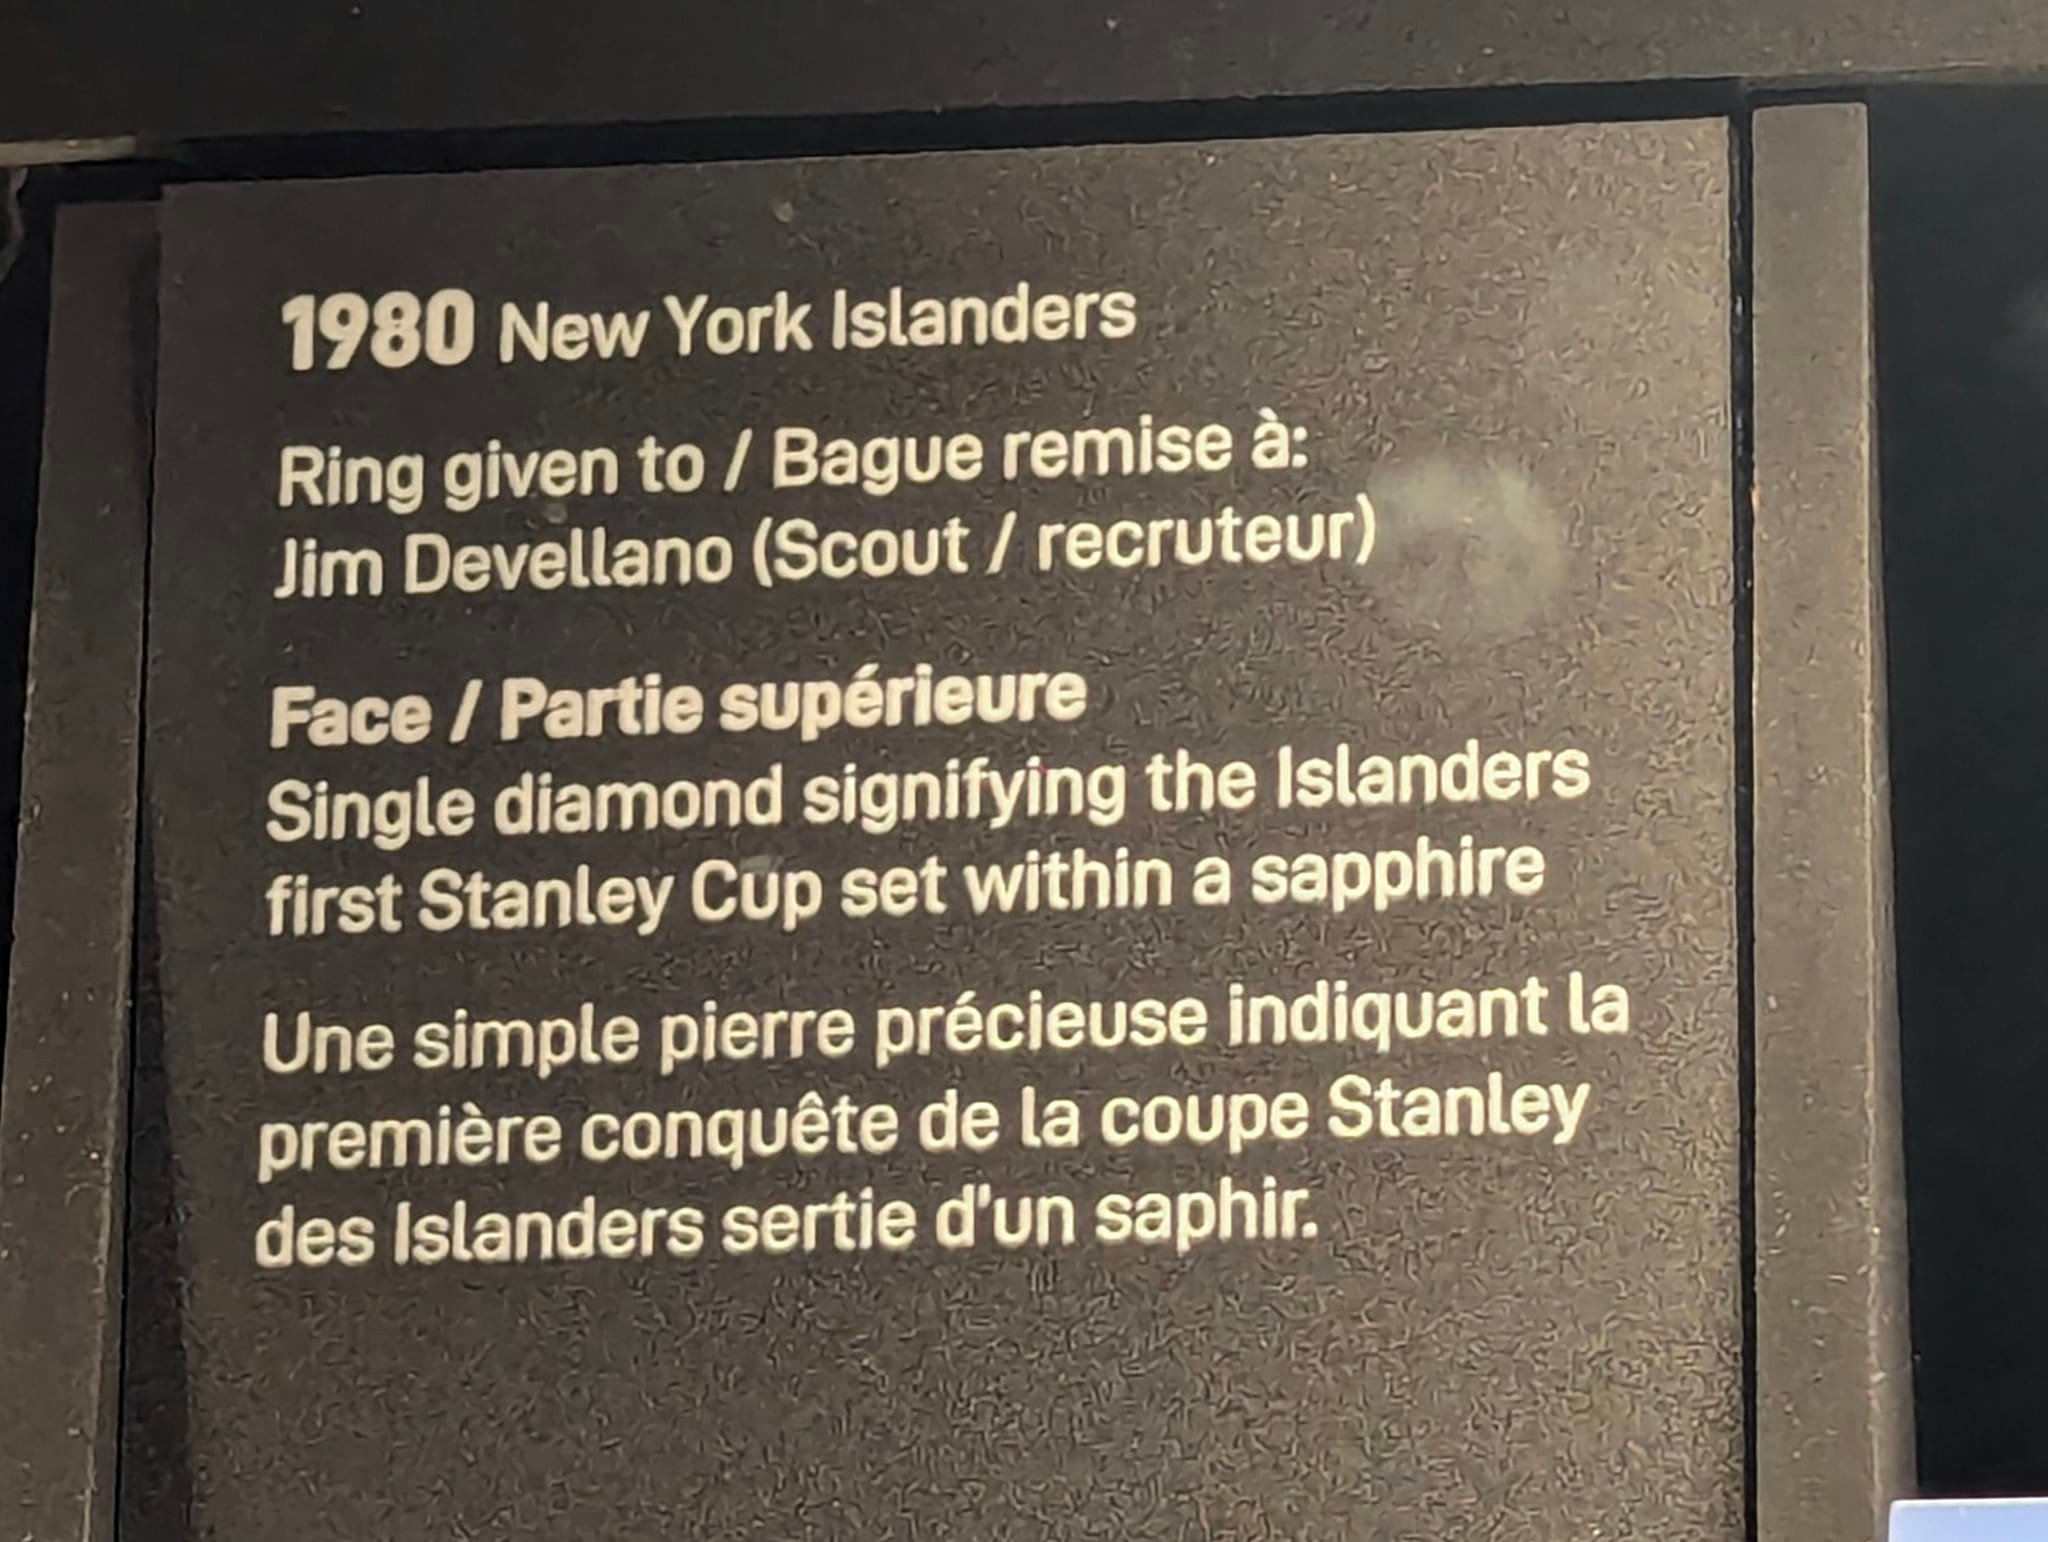 1980 New York Islanders
Ring given to / Bague remise à:
Jim Devellano (Scout / recruteur)
Face / Partie supérieure
Single diamond signifying the Islanders
first Stanley Cup set within a sapphire
Une simple pierre précieuse indiquant la
première conquête de la coupe Stanley
des Islanders sertie d'un saphir.